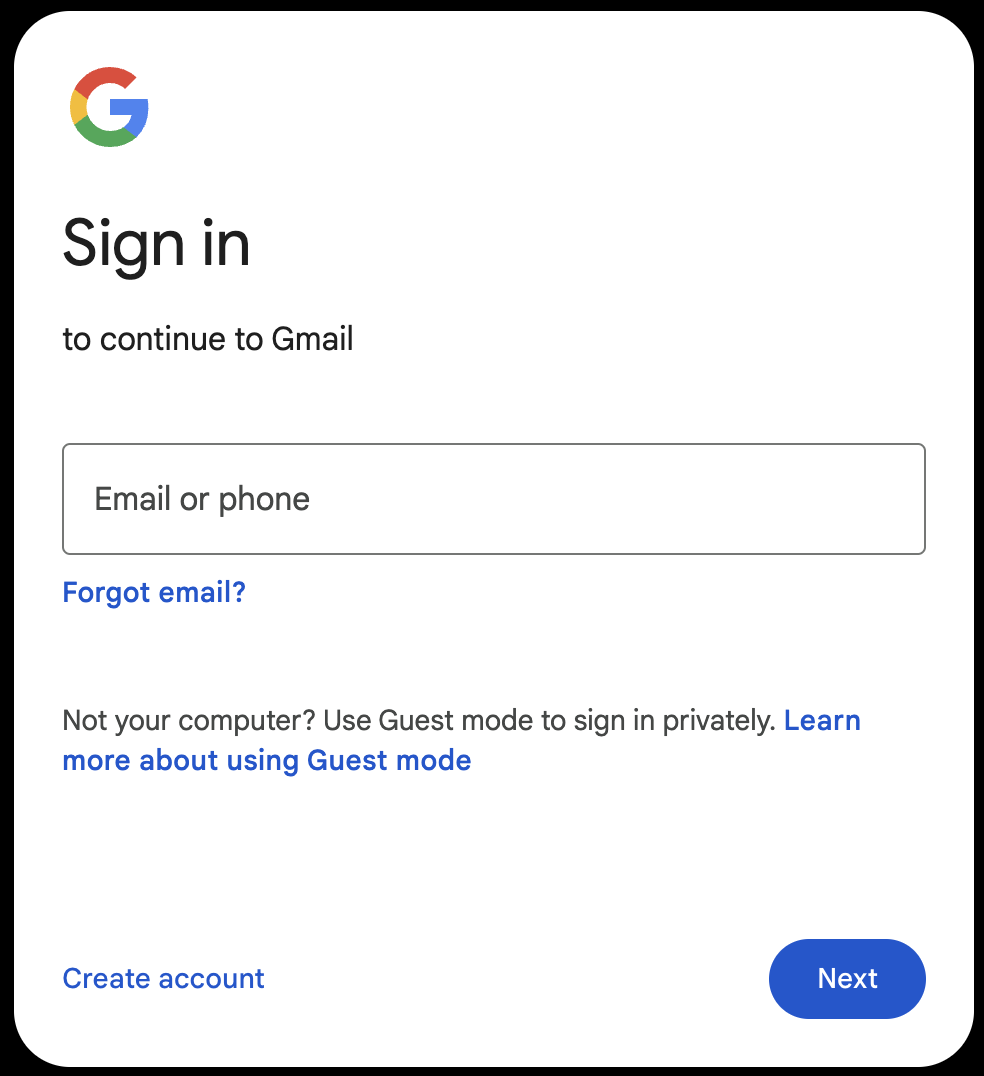 Sign in
to continue to Gmail
Email or phone
Forgot email?
Not your computer? Use Guest mode to sign in privately. Learn
more about using Guest mode
Create account
Next